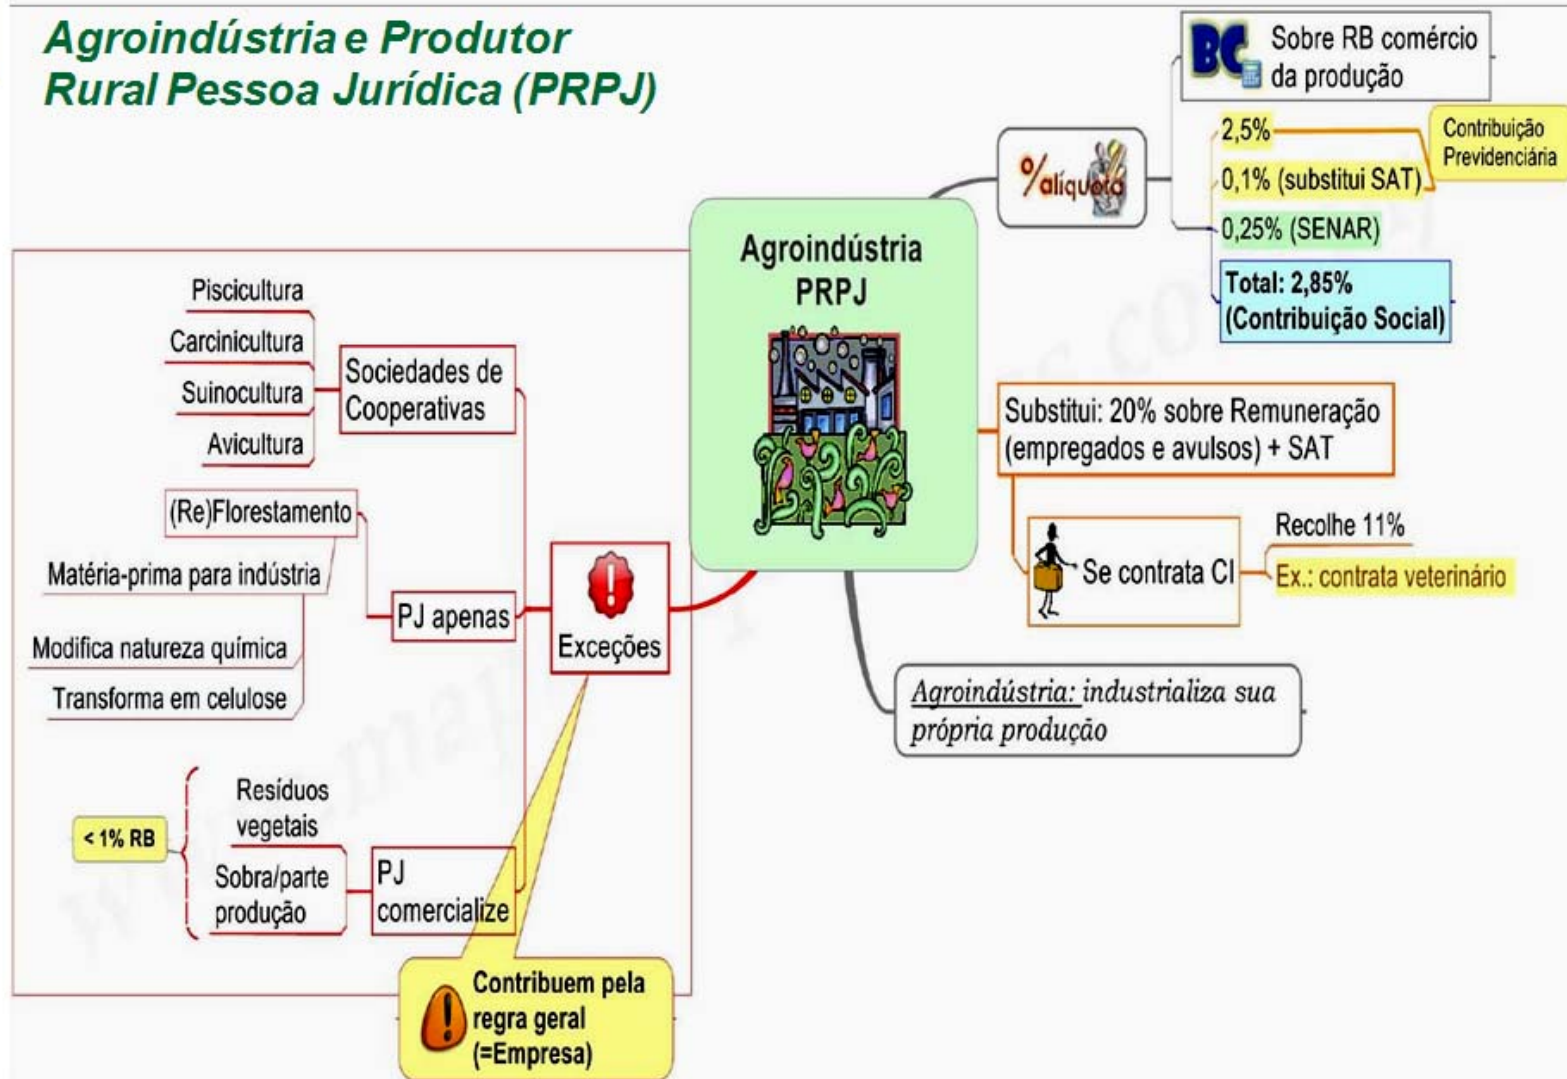 Agroindústria e Produtor
Rural Pessoa Jurídica (PRPJ)
BC
Sobre RB comércio
da produção
%alíquota
2,5%
0,1% (substitui SAT)
0,25% (SENAR)
Total: 2,85%
(Contribuição Social)
Contribuição
Previdenciária
Agroindústria
PRPJ
Substitui: 20% sobre Remuneração
(empregados e avulsos) + SAT
Se contrata CI
Recolhe 11%
Ex.: contrata veterinário
Agroindústria: industrializa sua
própria produção
Exceções
Sociedades de
Cooperativas
Piscicultura
Carcinicultura
Suinocultura
Avicultura
PJ apenas
(Re)Florestamento
Matéria-prima para indústria
Modifica natureza química
Transforma em celulose
PJ
comercialize
Resíduos
vegetais
Sobra/parte
produção
< 1% RB
Contribuem pela
regra geral
(=Empresa)